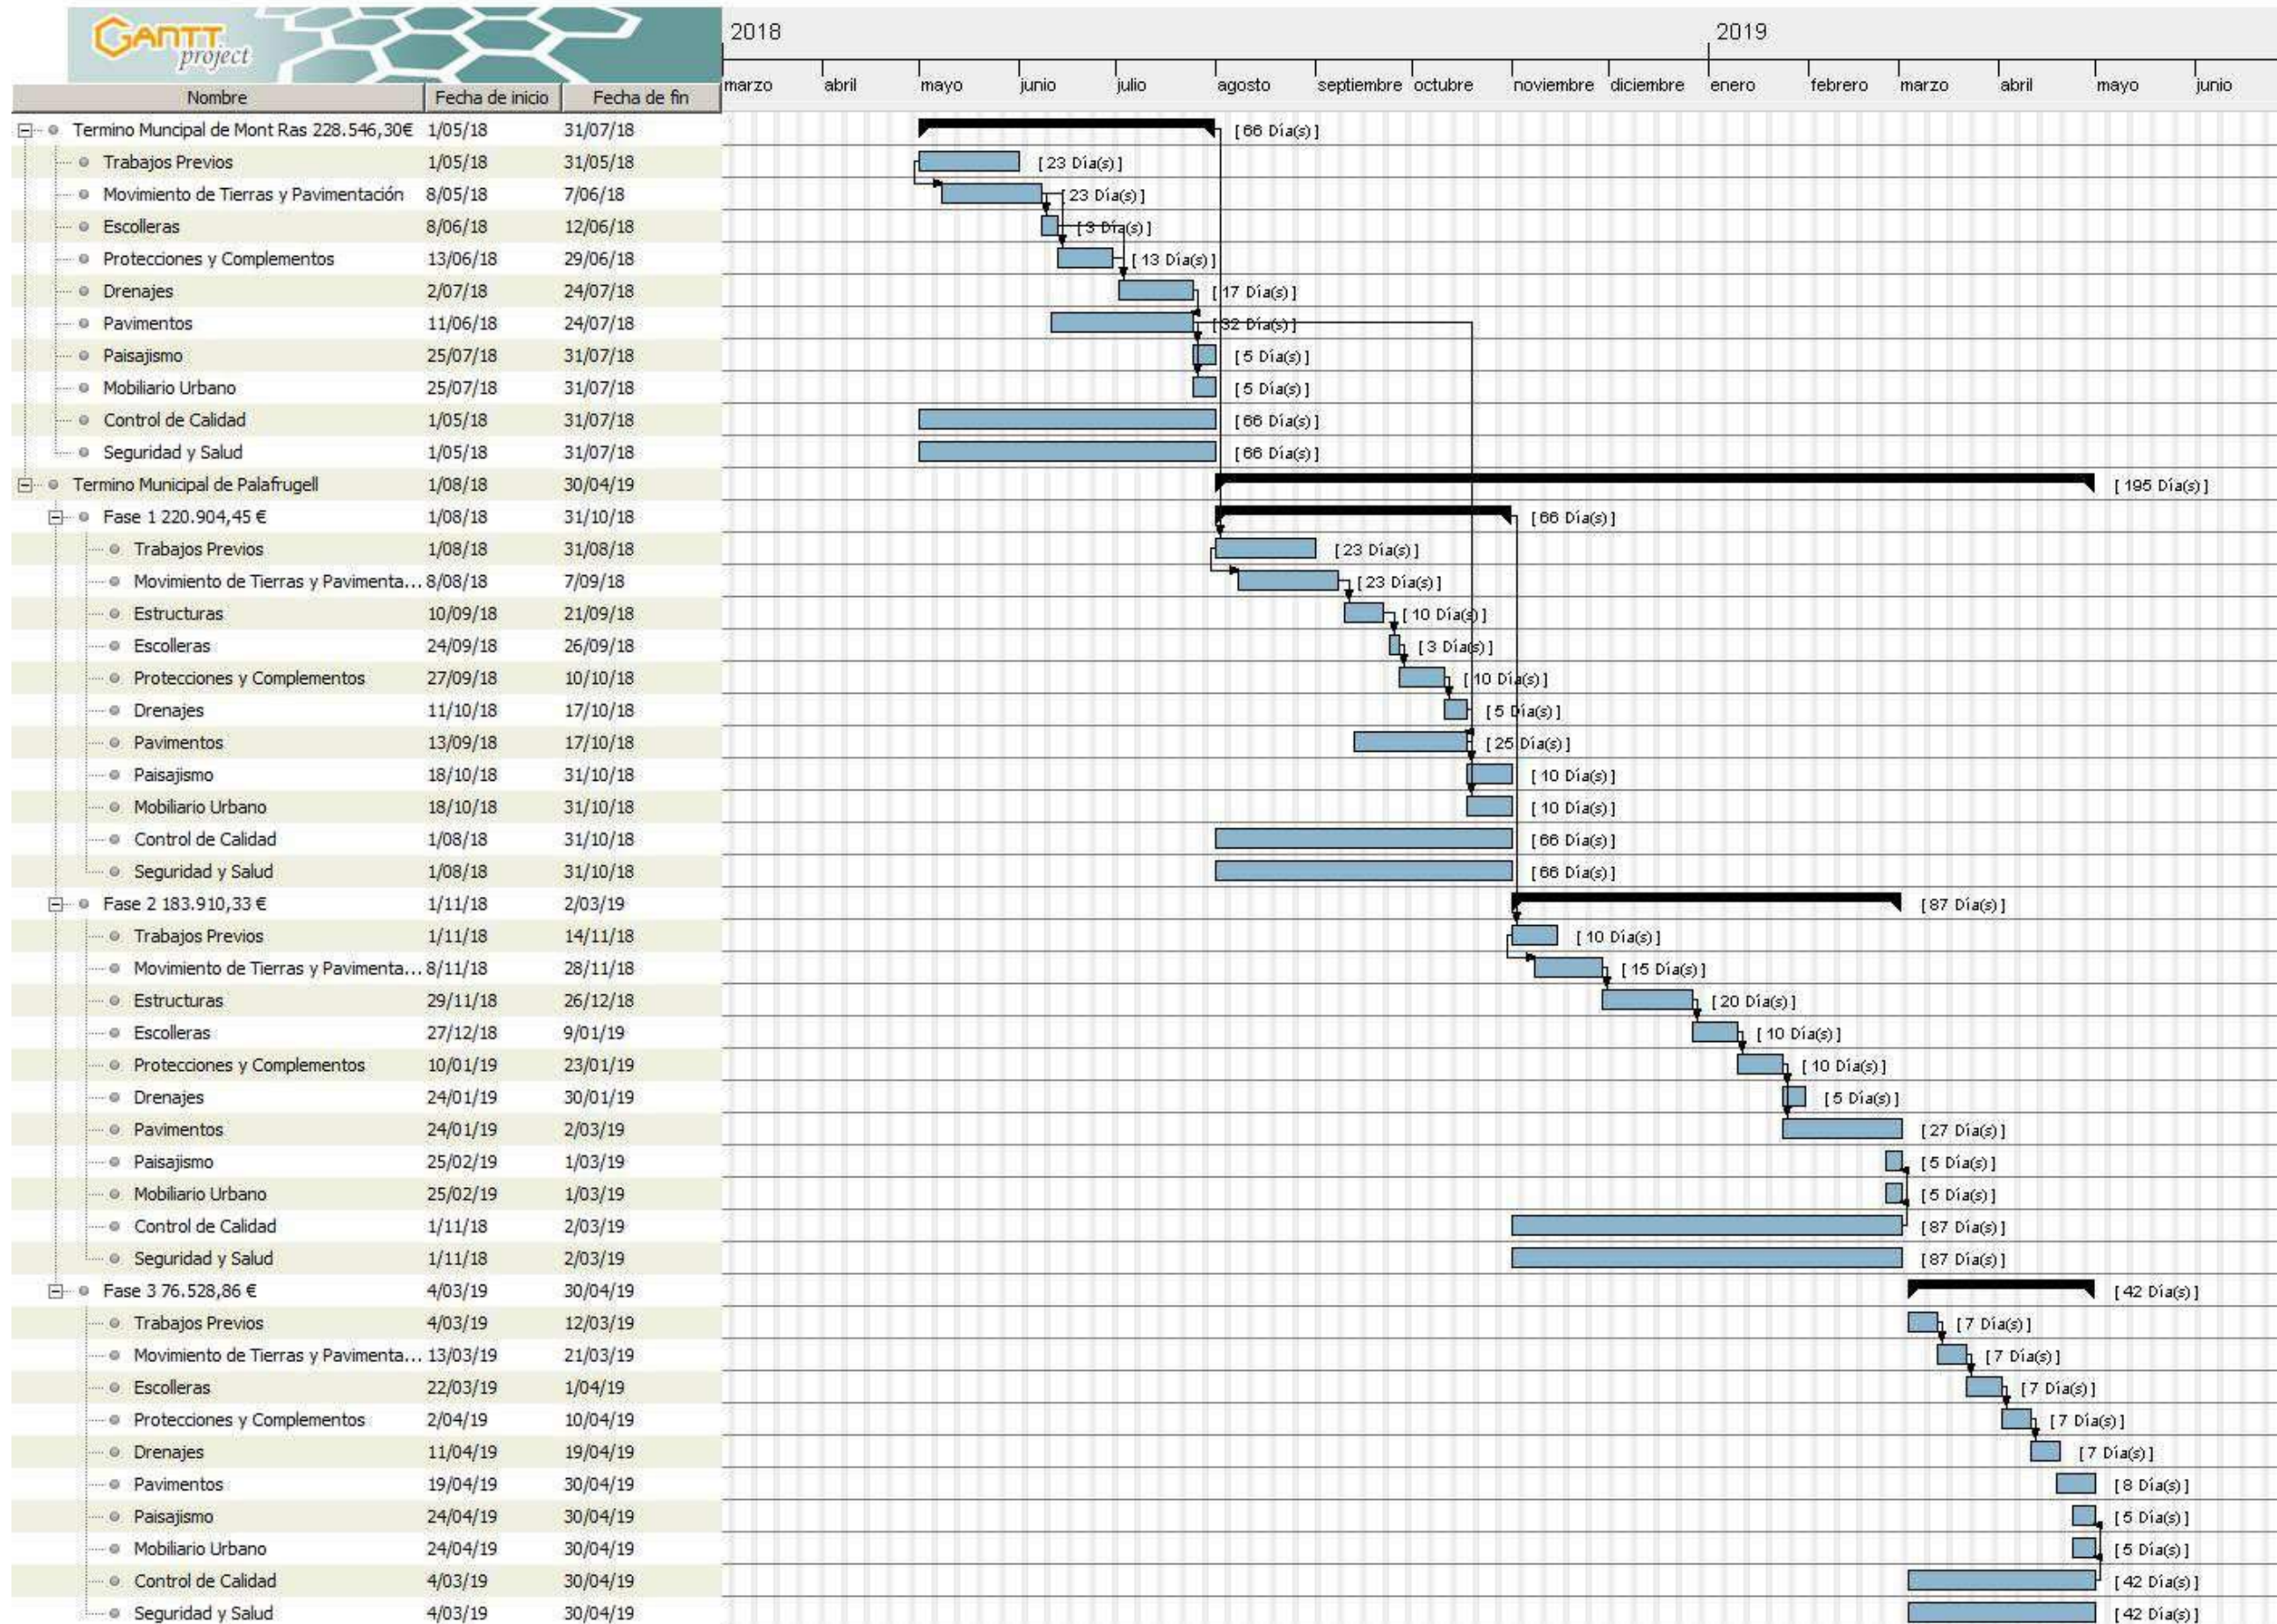 GANTT
project
2018 2019
marzo abril mayo junio julio agosto septiembre octubre noviembre diciembre enero febrero marzo abril mayo junio
Nombre Fecha de inicio Fecha de fin
Termino Muncipal de Mont Ras 228.546,30€ 1/05/18 31/07/18 [66 Día(s)]
Trabajos Previos 1/05/18 31/05/18 [23 Día(s)]
Movimiento de Tierras y Pavimentación 8/05/18 7/06/18 [23 Día(s)]
Escolleras 8/06/18 12/06/18 [3 Día(s)]
Protecciones y Complementos 13/06/18 29/06/18 [13 Día(s)]
Drenajes 2/07/18 24/07/18 [17 Día(s)]
Pavimentos 11/06/18 24/07/18 [32 Día(s)]
Paisajismo 25/07/18 31/07/18 [5 Día(s)]
Mobiliario Urbano 25/07/18 31/07/18 [5 Día(s)]
Control de Calidad 1/05/18 31/07/18 [66 Día(s)]
Seguridad y Salud 1/05/18 31/07/18 [66 Día(s)]
Termino Municipal de Palafrugell 1/08/18 30/04/19 [195 Día(s)]
Fase 1 220.904,45 € 1/08/18 31/10/18 [66 Día(s)]
Trabajos Previos 1/08/18 31/08/18 [23 Día(s)]
Movimiento de Tierras y Pavimenta... 8/08/18 7/09/18 [23 Día(s)]
Estructuras 10/09/18 21/09/18 [10 Día(s)]
Escolleras 24/09/18 26/09/18 [3 Día(s)]
Protecciones y Complementos 27/09/18 10/10/18 [10 Día(s)]
Drenajes 11/10/18 17/10/18 [5 Día(s)]
Pavimentos 13/09/18 17/10/18 [25 Día(s)]
Paisajismo 18/10/18 31/10/18 [10 Día(s)]
Mobiliario Urbano 18/10/18 31/10/18 [10 Día(s)]
Control de Calidad 1/08/18 31/10/18 [66 Día(s)]
Seguridad y Salud 1/08/18 31/10/18 [66 Día(s)]
Fase 2 183.910,33 € 1/11/18 2/03/19 [87 Día(s)]
Trabajos Previos 1/11/18 14/11/18 [10 Día(s)]
Movimiento de Tierras y Pavimenta... 8/11/18 28/11/18 [15 Día(s)]
Estructuras 29/11/18 26/12/18 [20 Día(s)]
Escolleras 27/12/18 9/01/19 [10 Día(s)]
Protecciones y Complementos 10/01/19 23/01/19 [10 Día(s)]
Drenajes 24/01/19 30/01/19 [5 Día(s)]
Pavimentos 24/01/19 2/03/19 [27 Día(s)]
Paisajismo 25/02/19 1/03/19 [5 Día(s)]
Mobiliario Urbano 25/02/19 1/03/19 [5 Día(s)]
Control de Calidad 1/11/18 2/03/19 [87 Día(s)]
Seguridad y Salud 1/11/18 2/03/19 [87 Día(s)]
Fase 3 76.528,86 € 4/03/19 30/04/19 [42 Día(s)]
Trabajos Previos 4/03/19 12/03/19 [7 Día(s)]
Movimiento de Tierras y Pavimenta... 13/03/19 21/03/19 [7 Día(s)]
Escolleras 22/03/19 1/04/19 [7 Día(s)]
Protecciones y Complementos 2/04/19 10/04/19 [7 Día(s)]
Drenajes 11/04/19 19/04/19 [7 Día(s)]
Pavimentos 19/04/19 30/04/19 [8 Día(s)]
Paisajismo 24/04/19 30/04/19 [5 Día(s)]
Mobiliario Urbano 24/04/19 30/04/19 [5 Día(s)]
Control de Calidad 4/03/19 30/04/19 [42 Día(s)]
Seguridad y Salud 4/03/19 30/04/19 [42 Día(s)]